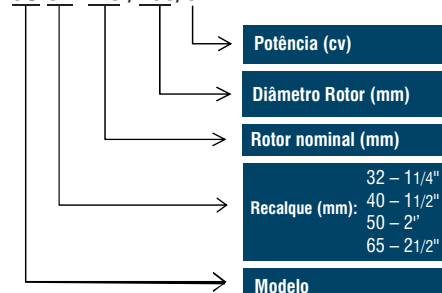 Potência (cv)
Diâmetro Rotor (mm)
Rotor nominal (mm)
Recalque (mm):
32 – 11/4"
40 – 11/2"
50 – 2"
65 – 21/2"
Modelo